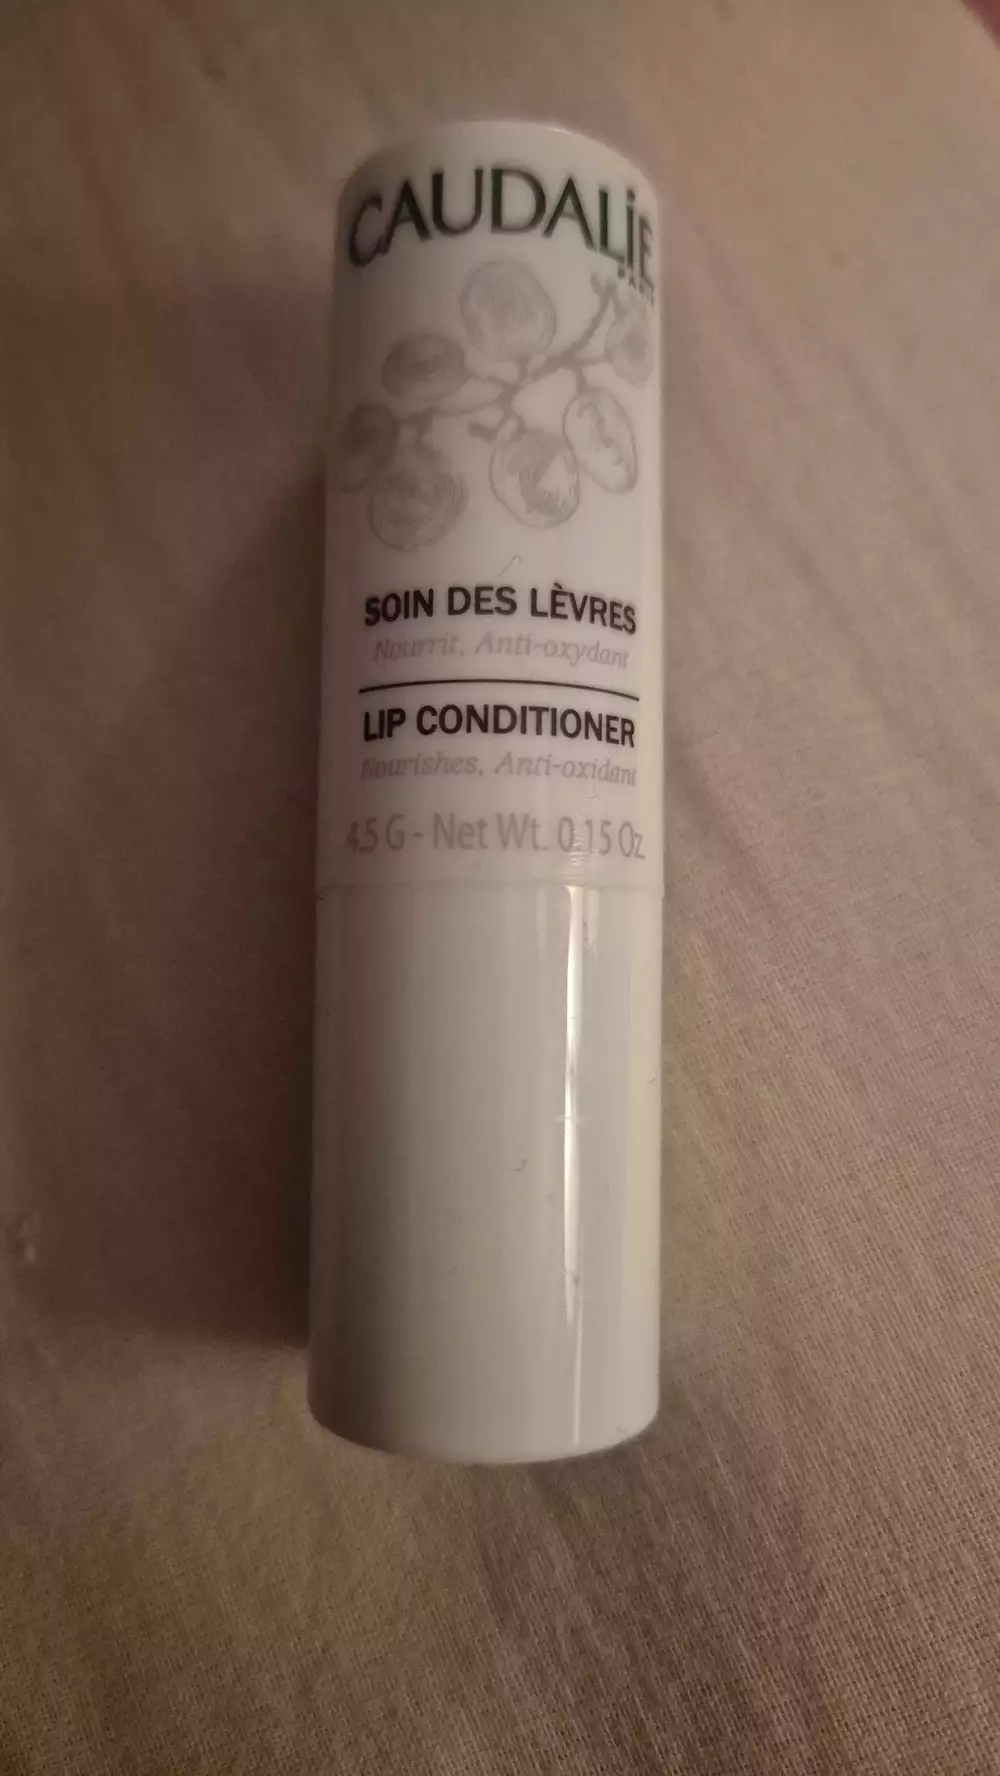 CAUDALiE
PARIS
SOIN DES LÈVRES
Nourrit, Anti-oxydant
LIP CONDITIONER
Nourishes, Anti-oxidant
4,5 G - Net Wt. 0.15 Oz